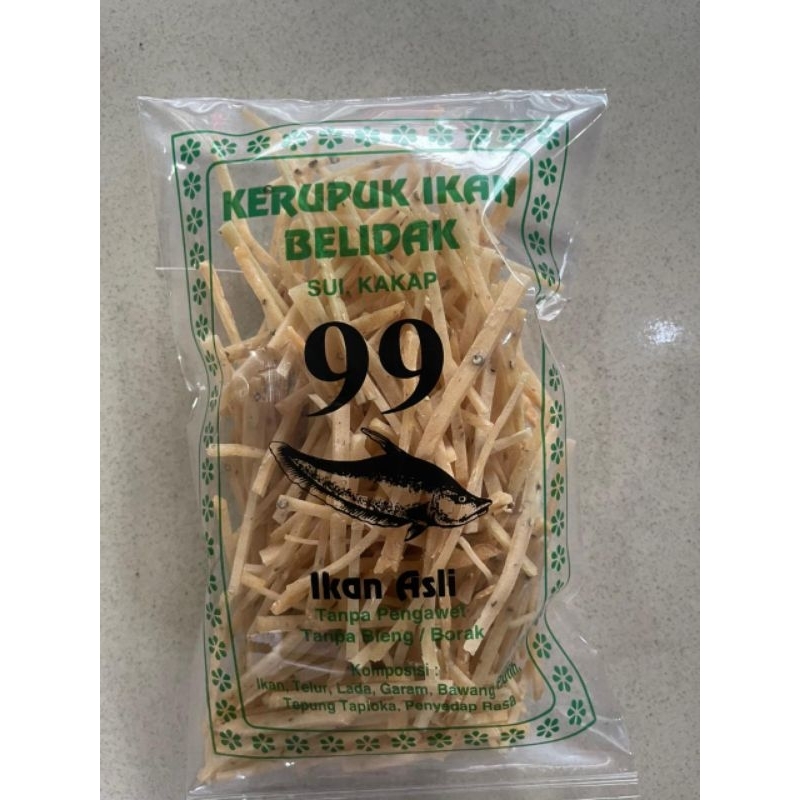 KERUPUK IKAN
BELIDAK
SUI. KAKAP
99
Ikan Asli
Tanpa Pengawet
Tanpa Bleng / Borak
Komposisi :
Ikan, Telur, Lada, Garam, Bawang Putih,
Tepung Tapioka, Penyedap Rasa